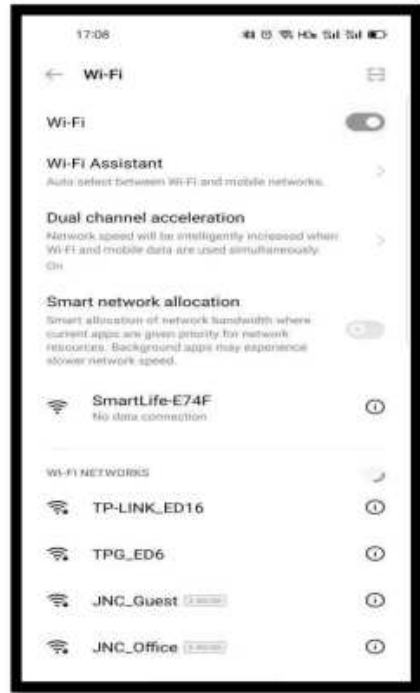 17:08
Wi-Fi
Wi-Fi
Wi-Fi Assistant
Auto select between Wi-Fi and mobile networks.
Dual channel acceleration
Network speed will be intelligently increased when
Wi-Fi and mobile data are used simultaneously.
On
Smart network allocation
Smart allocation of network bandwidth where
current apps are given priority for network
resources. Background apps may experience
slower network speed.
SmartLife-E74F
No data connection
WI-FI NETWORKS
TP-LINK_ED16
TPG_ED6
JNC_Guest
JNC_Office